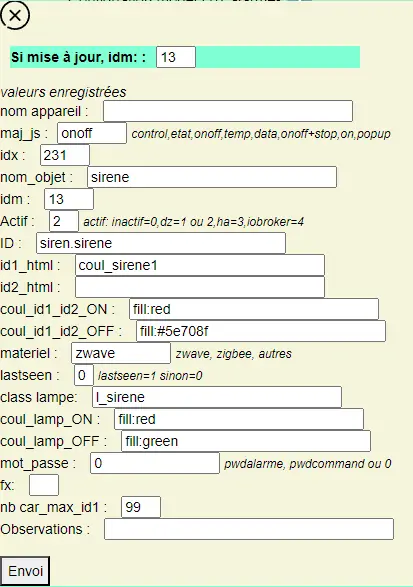 Si mise à jour, idm: : 13
valeurs enregistrées
nom appareil :
maj_js : onoff control,etat,onoff,temp,data,onoff+stop,on,popup
idx : 231
nom_objet : sirene
idm : 13
Actif : 2 actif: inactif=0,dz=1 ou 2,ha=3,iobroker=4
ID : siren.sirene
id1_html : coul_sirene1
id2_html :
coul_id1_id2_ON : fill:red
coul_id1_id2_OFF : fill:#5e708f
materiel : zwave zwave, zigbee, autres
lastseen : 0 lastseen=1 sinon=0
class lampe: l_sirene
coul_lamp_ON : fill:red
coul_lamp_OFF : fill:green
mot_passe : 0 pwdalarme, pwdcommand ou 0
fx:
nb car_max_id1 : 99
Observations :
Envoi